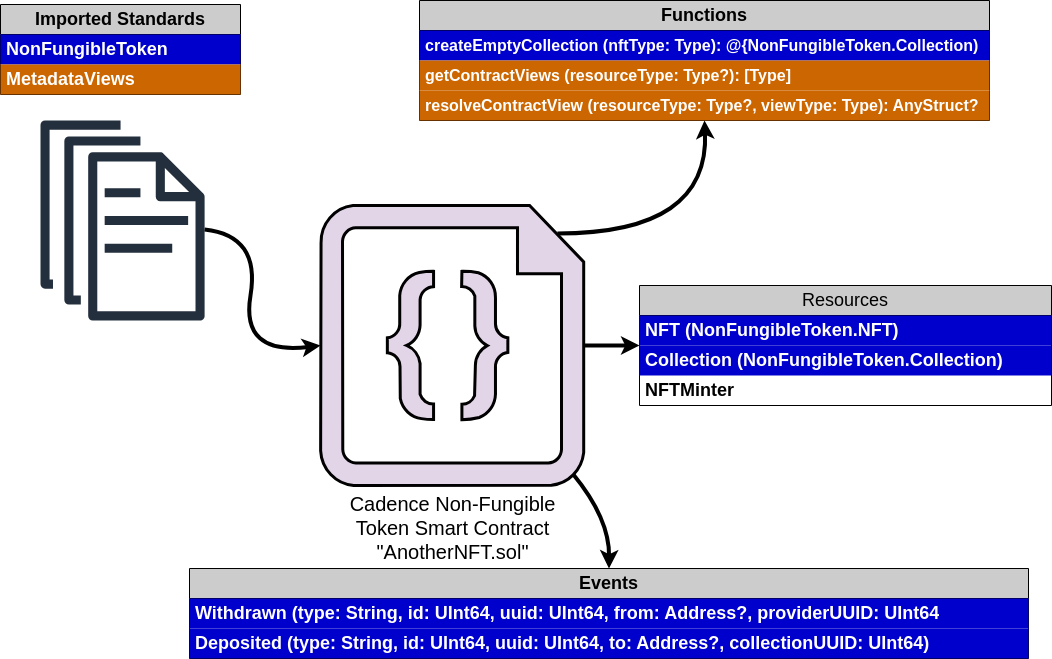 Imported Standards
NonFungibleToken
MetadataViews
Functions
createEmptyCollection (nftType: Type): @{NonFungibleToken.Collection)
getContractViews (resourceType: Type?): [Type]
resolveContractView (resourceType: Type?, viewType: Type): AnyStruct?
{ }
Resources
NFT (NonFungibleToken.NFT)
Collection (NonFungibleToken.Collection)
NFTMinter
Cadence Non-Fungible
Token Smart Contract
"AnotherNFT.sol"
Events
Withdrawn (type: String, id: UInt64, uuid: UInt64, from: Address?, providerUUID: UInt64
Deposited (type: String, id: UInt64, uuid: UInt64, to: Address?, collectionUUID: UInt64)